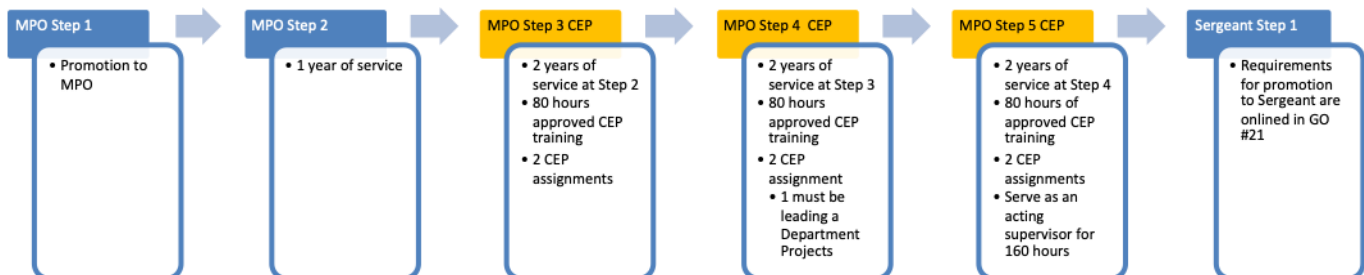 MPO Step 1
• Promotion to
MPO
MPO Step 2
• 1 year of service
MPO Step 3 CEP
• 2 years of
service at Step 2
• 80 hours
approved CEP
training
• 2 CEP
assignments
MPO Step 4 CEP
• 2 years of
service at Step 3
• 80 hours
approved CEP
training
• 2 CEP
assignment
• 1 must be
leading a
Department
Projects
MPO Step 5 CEP
• 2 years of
service at Step 4
• 80 hours of
approved CEP
training
• 2 CEP
assignments
• Serve as an
acting
supervisor for
160 hours
Sergeant Step 1
• Requirements
for promotion
to Sergeant are
onlined in GO
#21